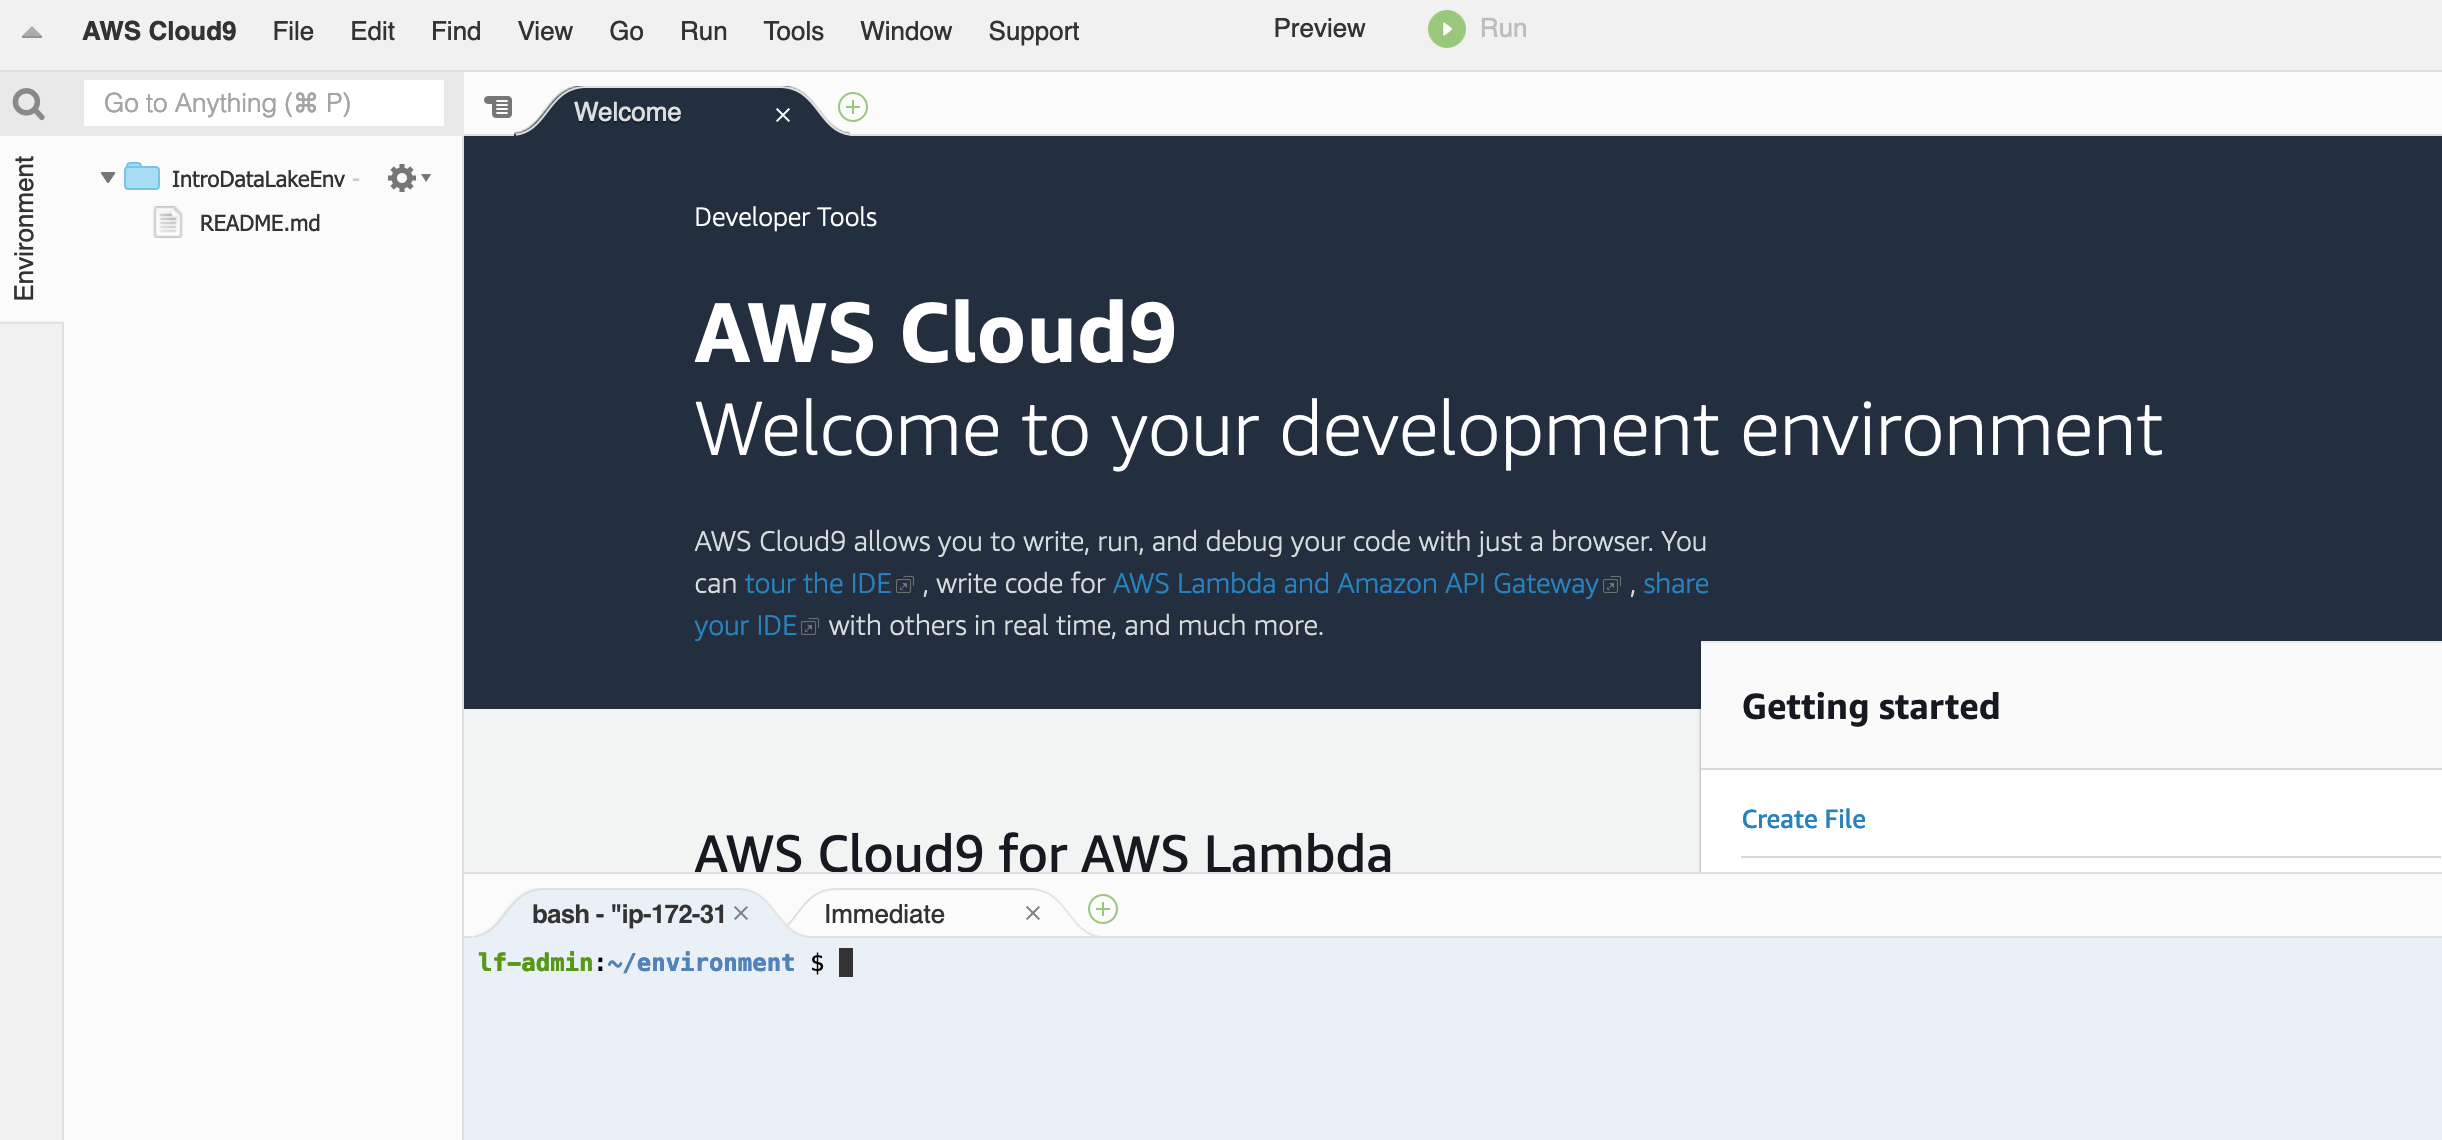 AWS Cloud9 File Edit Find View Go Run Tools Window Support Preview Run
Go to Anything (⌘ P)
Welcome
Environment
IntroDataLakeEnv -
README.md
Developer Tools
AWS Cloud9
Welcome to your development environment
AWS Cloud9 allows you to write, run, and debug your code with just a browser. You
can tour the IDE , write code for AWS Lambda and Amazon API Gateway , share
your IDE with others in real time, and much more.
Getting started
Create File
AWS Cloud9 for AWS Lambda
bash - "ip-172-31 Immediate
lf-admin:~/environment $